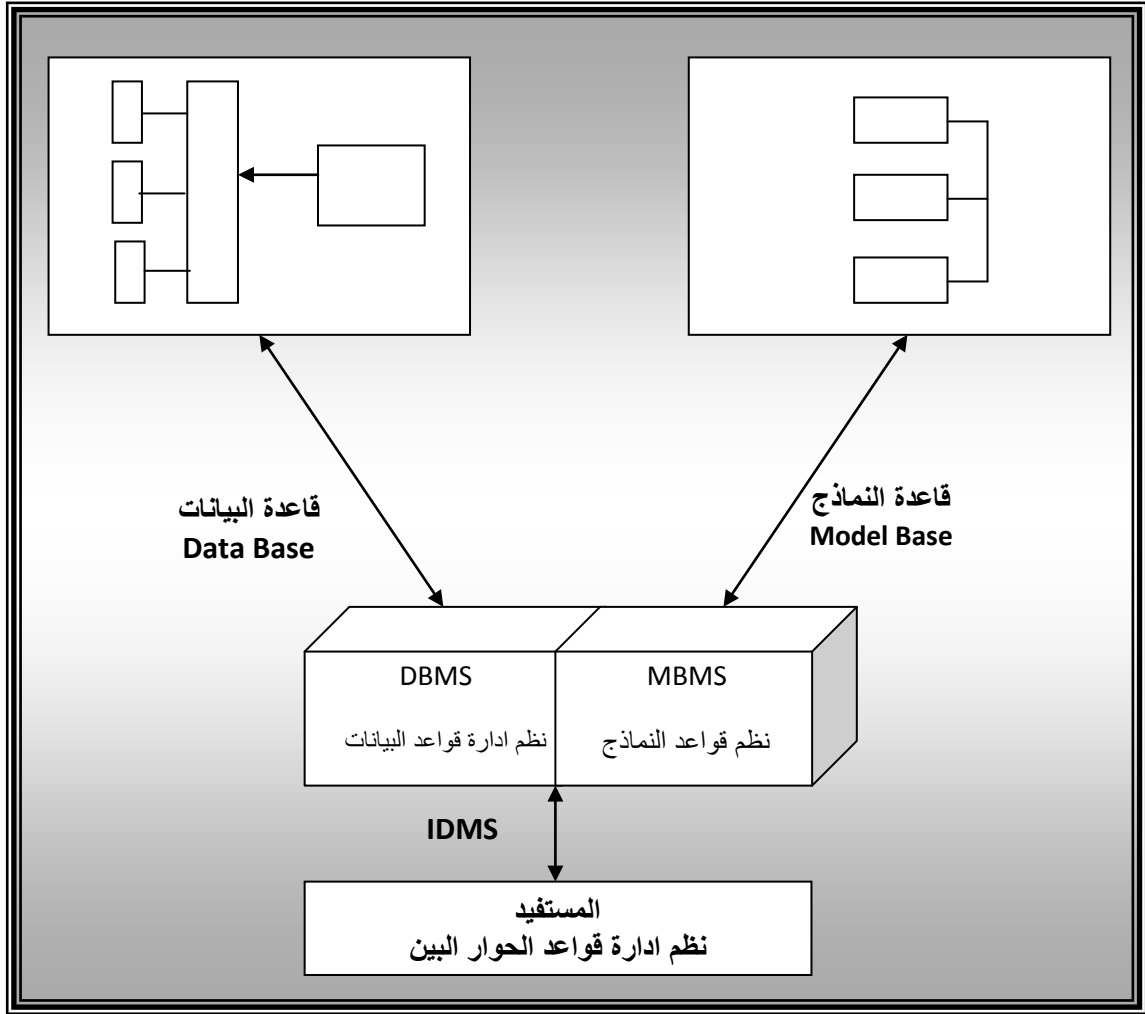 قاعدة البيانات
Data Base
قاعدة النماذج
Model Base
DBMS
نظم ادارة قواعد البيانات
MBMS
نظم قواعد النماذج
IDMS
المستفيد
نظم ادارة قواعد الحوار البين